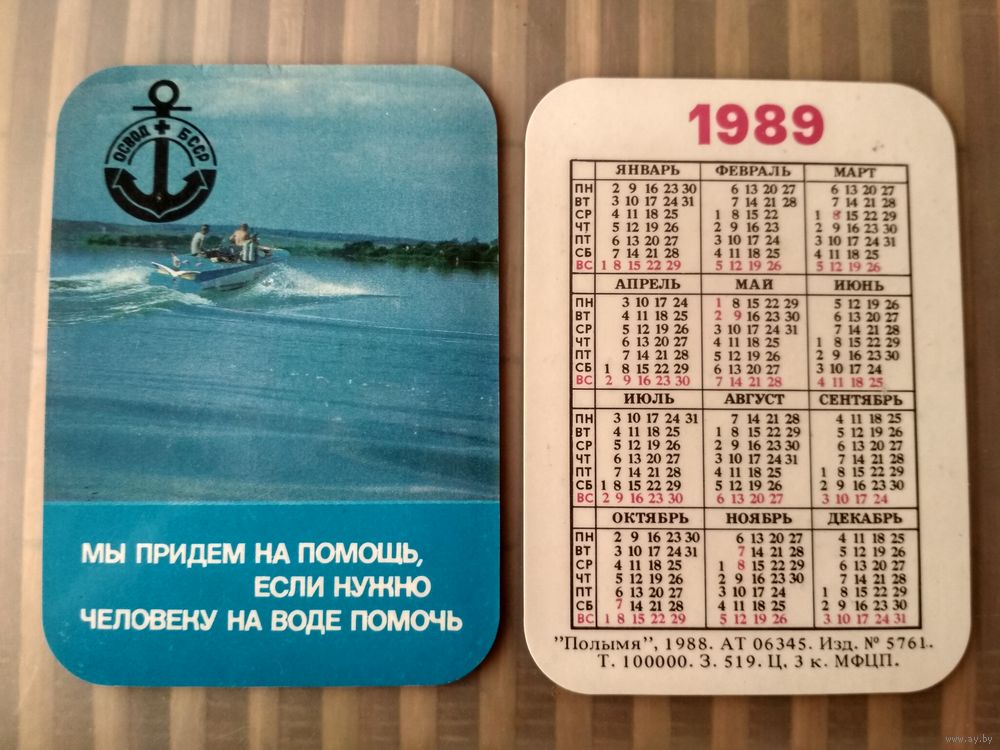 ОСВОД БССР
МЫ ПРИДЕМ НА ПОМОЩЬ,
ЕСЛИ НУЖНО
ЧЕЛОВЕКУ НА ВОДЕ ПОМОЧЬ
1989
ЯНВАРЬ ФЕВРАЛЬ МАРТ
ПН 2 9 16 23 30 6 13 20 27 6 13 20 27
ВТ 3 10 17 24 31 7 14 21 28 7 14 21 28
СР 4 11 18 25 1 8 15 22 1 8 15 22 29
ЧТ 5 12 19 26 2 9 16 23 2 9 16 23 30
ПТ 6 13 20 27 3 10 17 24 3 10 17 24 31
СБ 7 14 21 28 4 11 18 25 4 11 18 25
ВС 1 8 15 22 29 5 12 19 26 5 12 19 26
АПРЕЛЬ МАЙ ИЮНЬ
ПН 3 10 17 24 1 8 15 22 29 5 12 19 26
ВТ 4 11 18 25 2 9 16 23 30 6 13 20 27
СР 5 12 19 26 3 10 17 24 31 7 14 21 28
ЧТ 6 13 20 27 4 11 18 25 1 8 15 22 29
ПТ 7 14 21 28 5 12 19 26 2 9 16 23 30
СБ 1 8 15 22 29 6 13 20 27 3 10 17 24
ВС 2 9 16 23 30 7 14 21 28 4 11 18 25
ИЮЛЬ АВГУСТ СЕНТЯБРЬ
ПН 3 10 17 24 31 7 14 21 28 4 11 18 25
ВТ 4 11 18 25 1 8 15 22 29 5 12 19 26
СР 5 12 19 26 2 9 16 23 30 6 13 20 27
ЧТ 6 13 20 27 3 10 17 24 31 7 14 21 28
ПТ 7 14 21 28 4 11 18 25 1 8 15 22 29
СБ 1 8 15 22 29 5 12 19 26 2 9 16 23 30
ВС 2 9 16 23 30 6 13 20 27 3 10 17 24
ОКТЯБРЬ НОЯБРЬ ДЕКАБРЬ
ПН 2 9 16 23 30 6 13 20 27 4 11 18 25
ВТ 3 10 17 24 31 7 14 21 28 5 12 19 26
СР 4 11 18 25 1 8 15 22 29 6 13 20 27
ЧТ 5 12 19 26 2 9 16 23 30 7 14 21 28
ПТ 6 13 20 27 3 10 17 24 1 8 15 22 29
СБ 7 14 21 28 4 11 18 25 2 9 16 23 30
ВС 1 8 15 22 29 5 12 19 26 3 10 17 24 31
"Полымя", 1988. АТ 06345. Изд. № 5761.
Т. 100000. З. 519. Ц. 3 к. МФЦП.
www.ay.by